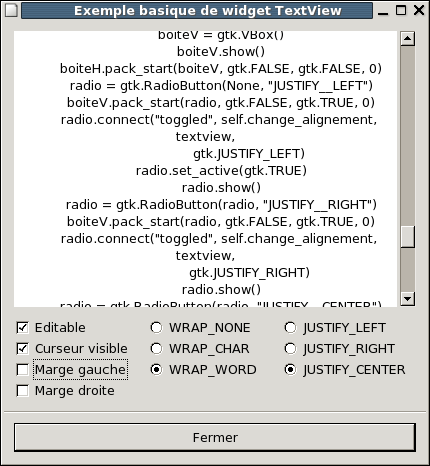 Exemple basique de widget TextView
boiteV = gtk.VBox()
boiteV.show()
boiteH.pack_start(boiteV, gtk.FALSE, gtk.FALSE, 0)
radio = gtk.RadioButton(None, "JUSTIFY__LEFT")
boiteV.pack_start(radio, gtk.FALSE, gtk.TRUE, 0)
radio.connect("toggled", self.change_alignement,
textview,
gtk.JUSTIFY_LEFT)
radio.set_active(gtk.TRUE)
radio.show()
radio = gtk.RadioButton(radio, "JUSTIFY__RIGHT")
boiteV.pack_start(radio, gtk.FALSE, gtk.TRUE, 0)
radio.connect("toggled", self.change_alignement,
textview,
gtk.JUSTIFY_RIGHT)
radio.show()
radio = gtk.RadioButton(radio, "JUSTIFY__CENTER")
Editable WRAP_NONE JUSTIFY_LEFT
Curseur visible WRAP_CHAR JUSTIFY_RIGHT
Marge gauche WRAP_WORD JUSTIFY_CENTER
Marge droite
Fermer